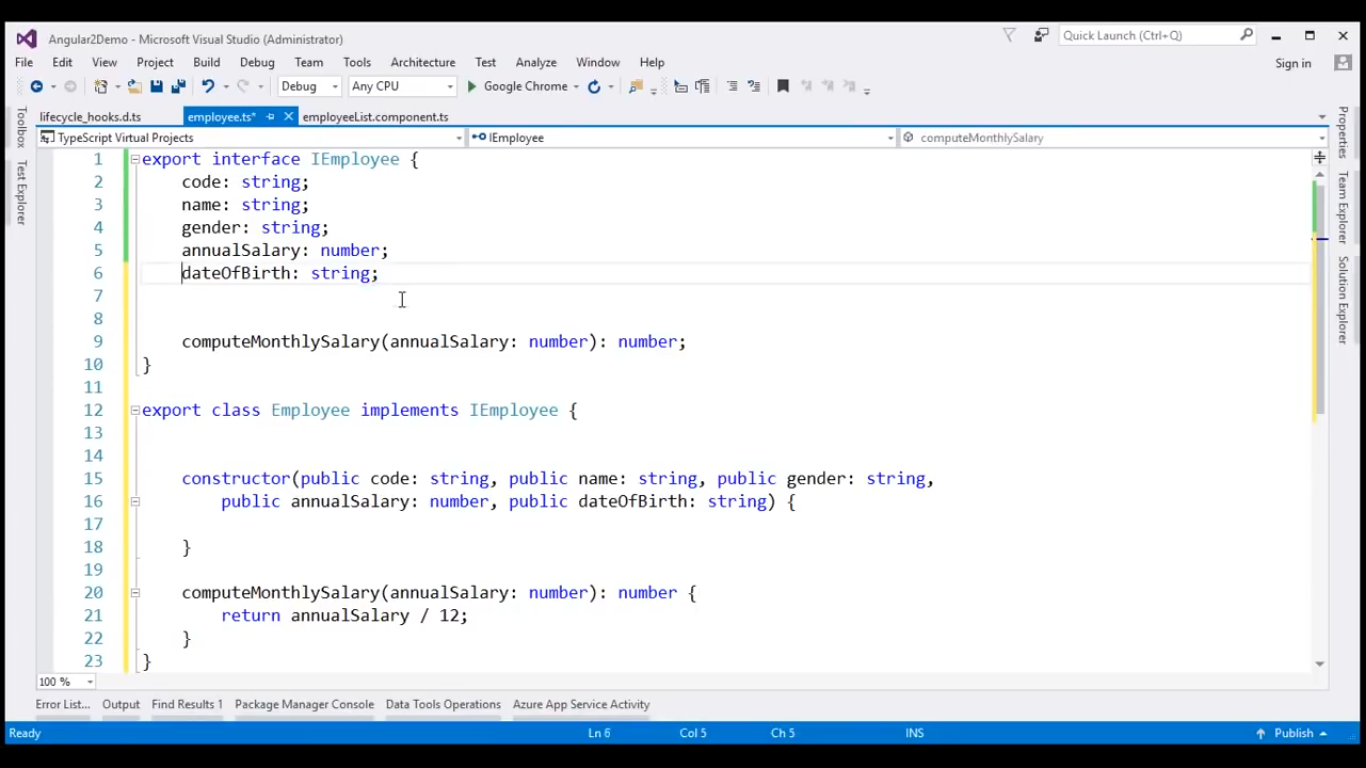 Angular2Demo - Microsoft Visual Studio (Administrator)
Quick Launch (Ctrl+Q)
File Edit View Project Build Debug Team Tools Architecture Test Analyze Window Help
Sign in
Debug Any CPU Google Chrome
lifecycle_hooks.d.ts employee.ts* employeeList.component.ts
TypeScript Virtual Projects IEmployee computeMonthlySalary
Toolbox
Test Explorer
Properties
Team Explorer
Solution Explorer
1 export interface IEmployee {
2 code: string;
3 name: string;
4 gender: string;
5 annualSalary: number;
6 dateOfBirth: string;
7
8
9 computeMonthlySalary(annualSalary: number): number;
10 }
11
12 export class Employee implements IEmployee {
13
14
15 constructor(public code: string, public name: string, public gender: string,
16 public annualSalary: number, public dateOfBirth: string) {
17
18 }
19
20 computeMonthlySalary(annualSalary: number): number {
21 return annualSalary / 12;
22 }
23 }
100 %
Error List... Output Find Results 1 Package Manager Console Data Tools Operations Azure App Service Activity
Ready Ln 6 Col 5 Ch 5 INS Publish